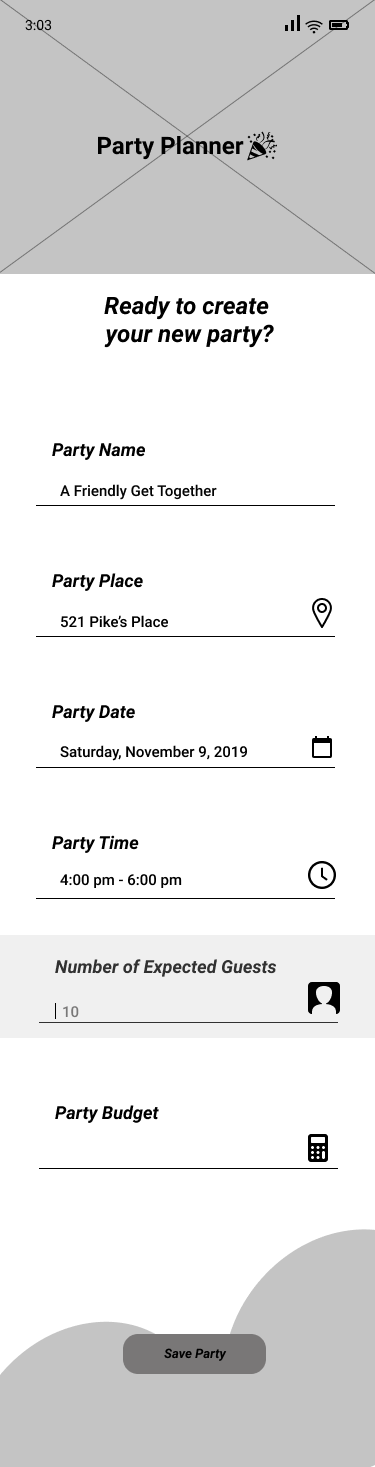 3:03
Party Planner
Ready to create
your new party?
Party Name
A Friendly Get Together
Party Place
521 Pike's Place
Party Date
Saturday, November 9, 2019
Party Time
4:00 pm - 6:00 pm
Number of Expected Guests
10
Party Budget
Save Party